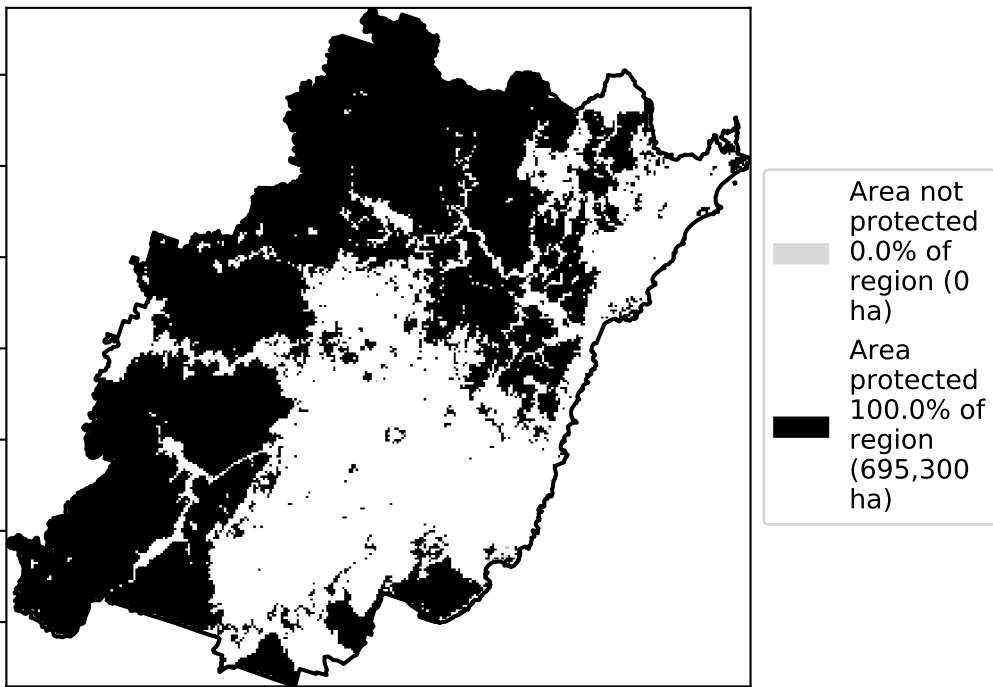 Area not
protected
0.0% of
region (0
ha)
Area
protected
100.0% of
region
(695,300
ha)